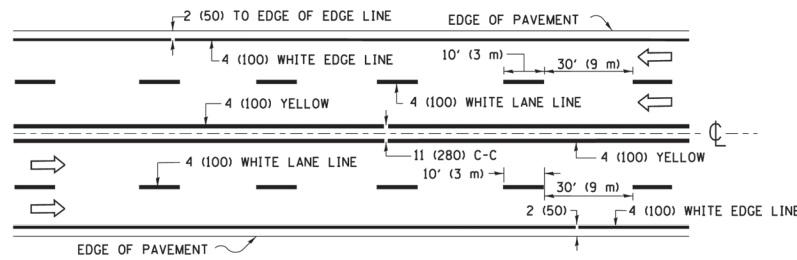 2 (50) TO EDGE OF EDGE LINE
EDGE OF PAVEMENT
4 (100) WHITE EDGE LINE
10' (3 m)
30' (9 m)
4 (100) YELLOW
4 (100) WHITE LANE LINE
℄
4 (100) WHITE LANE LINE
11 (280) C-C
4 (100) YELLOW
10' (3 m)
30' (9 m)
2 (50)
4 (100) WHITE EDGE LINE
EDGE OF PAVEMENT